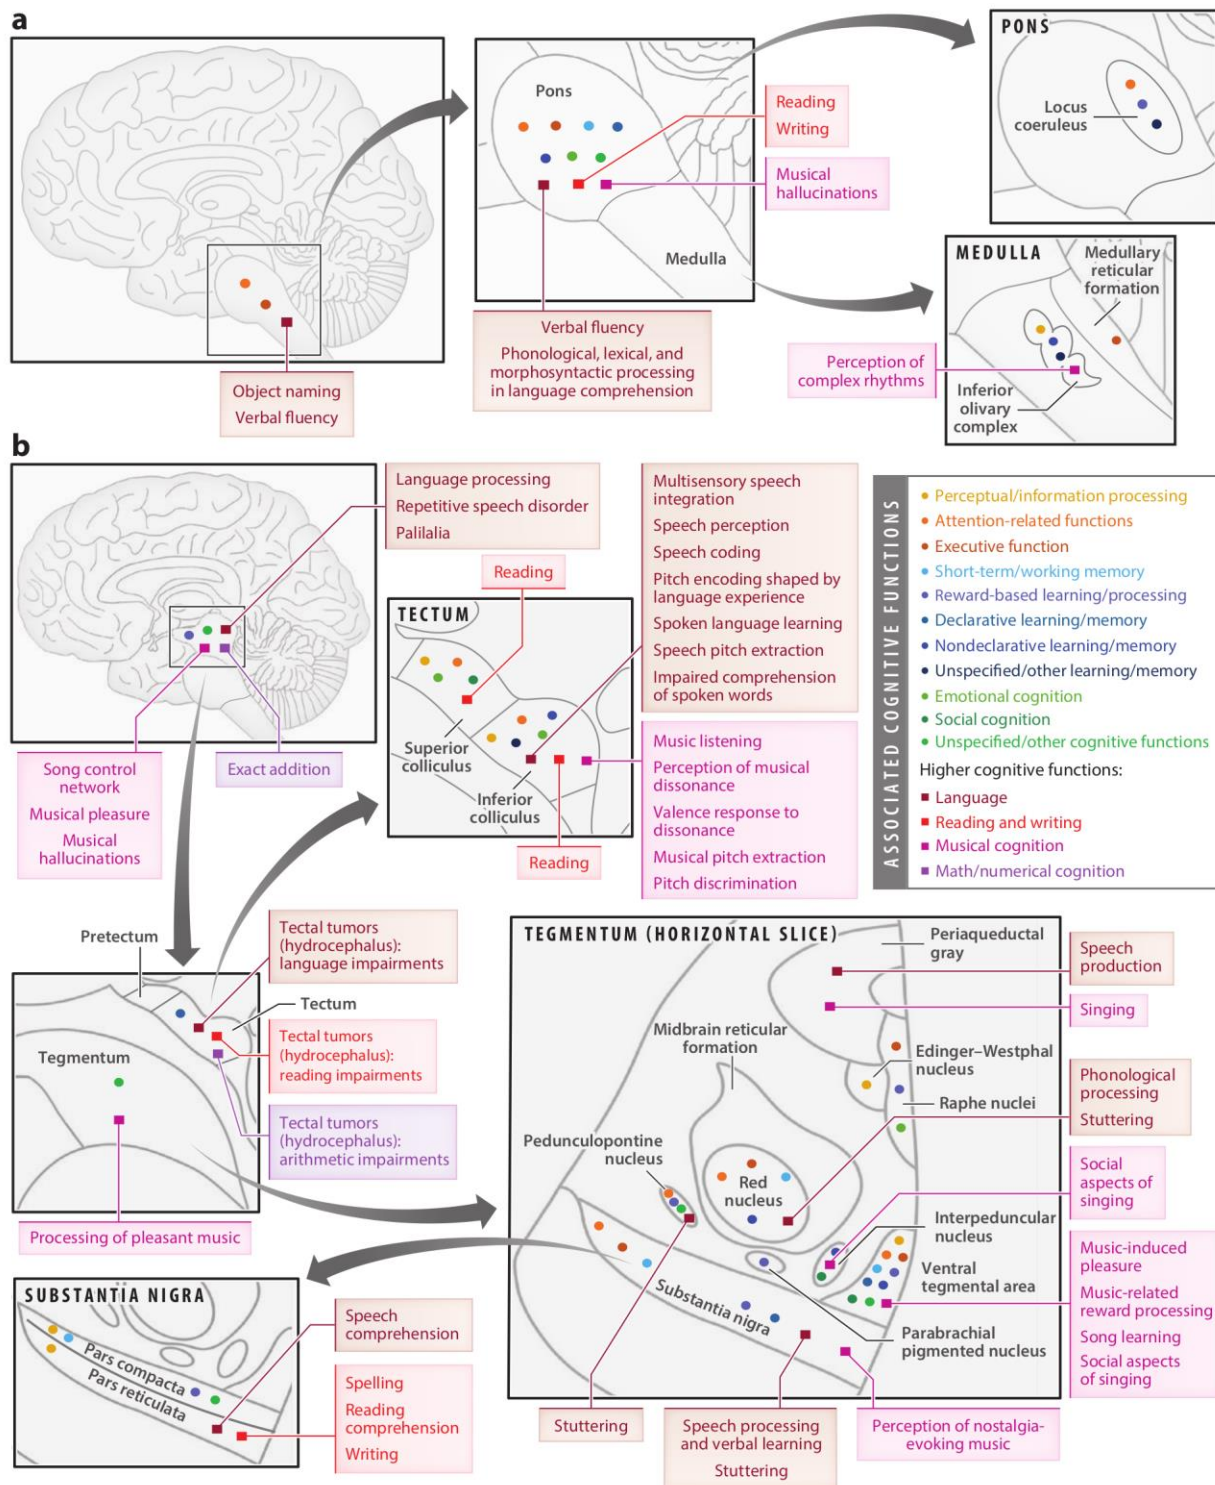 a
Pons
Medulla
Reading
Writing
Musical
hallucinations
Object naming
Verbal fluency
Verbal fluency
Phonological, lexical, and
morphosyntactic processing
in language comprehension
PONS
Locus
coeruleus
MEDULLA
Medullary
reticular
formation
Perception of
complex rhythms
Inferior
olivary
complex
b
Language processing
Repetitive speech disorder
Palilalia
Song control
network
Musical pleasure
Musical
hallucinations
Exact addition
Reading
TECTUM
Superior
colliculus
Inferior
colliculus
Reading
Multisensory speech
integration
Speech perception
Speech coding
Pitch encoding shaped by
language experience
Spoken language learning
Speech pitch extraction
Impaired comprehension
of spoken words
Music listening
Perception of musical
dissonance
Valence response to
dissonance
Musical pitch extraction
Pitch discrimination
ASSOCIATED COGNITIVE FUNCTIONS
Perceptual/information processing
Attention-related functions
Executive function
Short-term/working memory
Reward-based learning/processing
Declarative learning/memory
Nondeclarative learning/memory
Unspecified/other learning/memory
Emotional cognition
Social cognition
Unspecified/other cognitive functions
Higher cognitive functions:
Language
Reading and writing
Musical cognition
Math/numerical cognition
Pretectum
Tectum
Tegmentum
Tectal tumors
(hydrocephalus):
language impairments
Tectal tumors
(hydrocephalus):
reading impairments
Tectal tumors
(hydrocephalus):
arithmetic impairments
Processing of pleasant music
TEGMENTUM (HORIZONTAL SLICE)
Periaqueductal
gray
Speech
production
Singing
Midbrain reticular
formation
Edinger–Westphal
nucleus
Raphe nuclei
Phonological
processing
Stuttering
Pedunculopontine
nucleus
Red
nucleus
Social
aspects of
singing
Interpeduncular
nucleus
Ventral
tegmental area
Music-induced
pleasure
Music-related
reward processing
Song learning
Social aspects
of singing
Substantia nigra
Parabrachial
pigmented nucleus
Stuttering
Speech processing
and verbal learning
Stuttering
Perception of nostalgia-
evoking music
SUBSTANTIA NIGRA
Pars compacta
Pars reticulata
Speech
comprehension
Spelling
Reading
comprehension
Writing